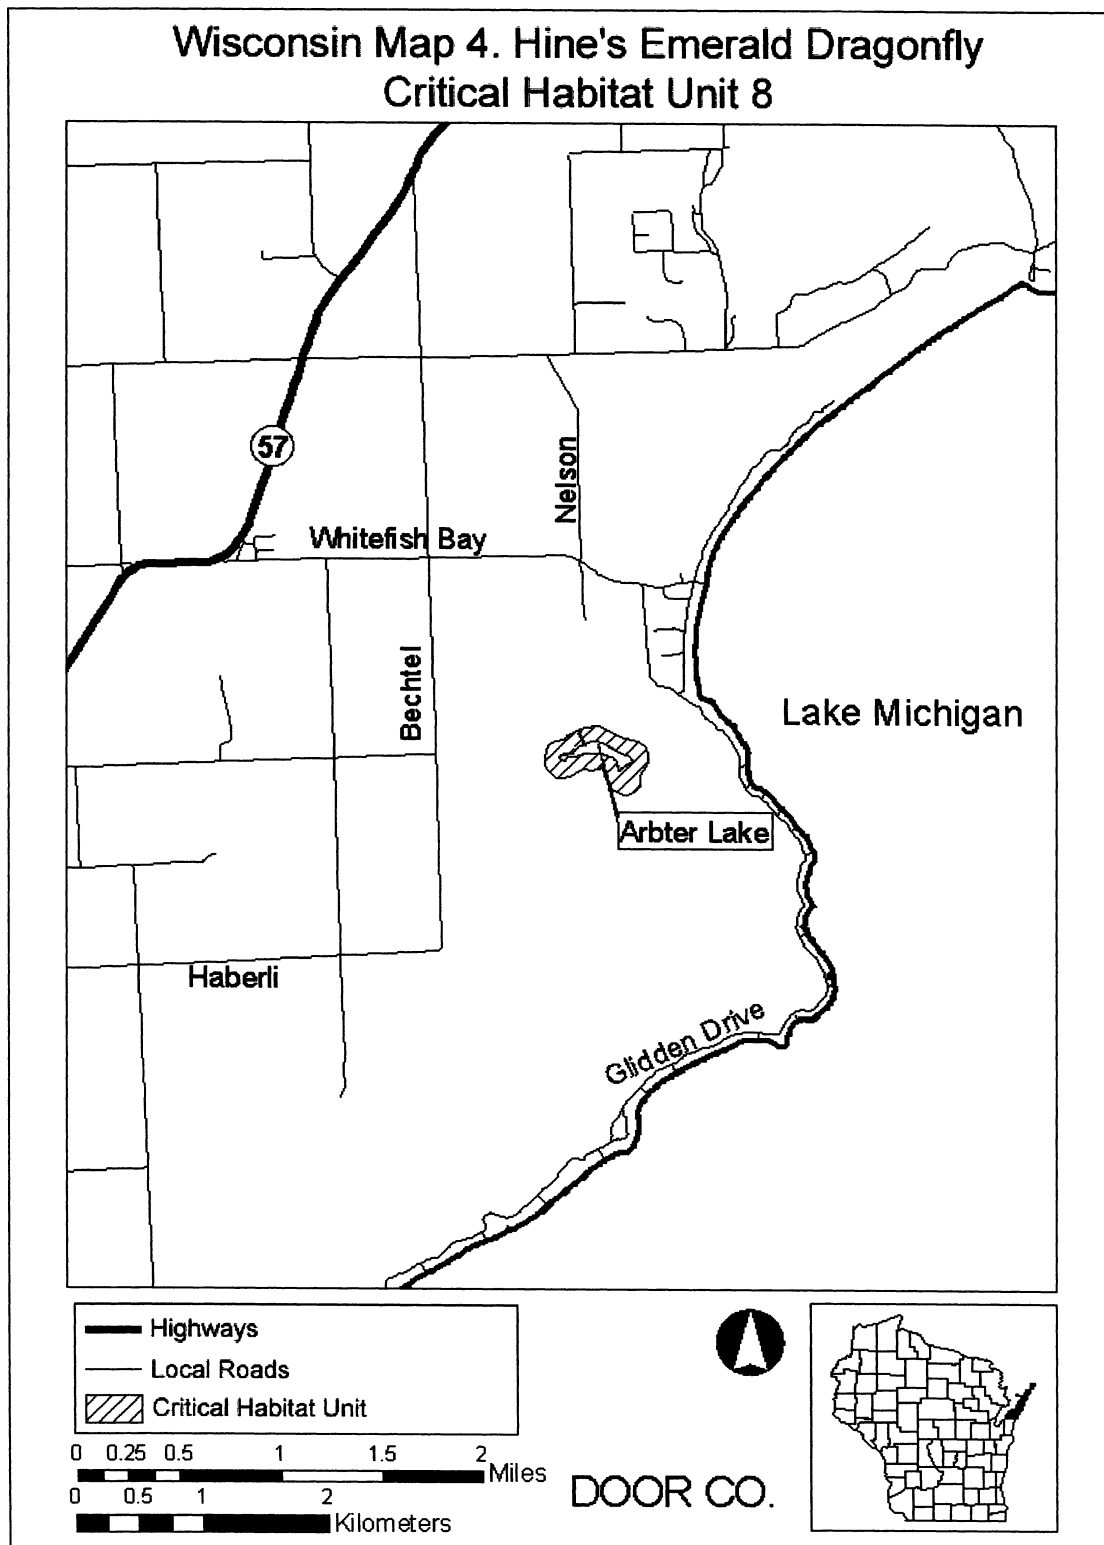 Wisconsin Map 4. Hine's Emerald Dragonfly
Critical Habitat Unit 8
57
Nelson
Whitefish Bay
Bechtel
Lake Michigan
Arbter Lake
Haberli
Glidden Drive
Highways
Local Roads
Critical Habitat Unit
0 0.25 0.5 1 1.5 2
Miles
0 0.5 1 2
Kilometers
DOOR CO.